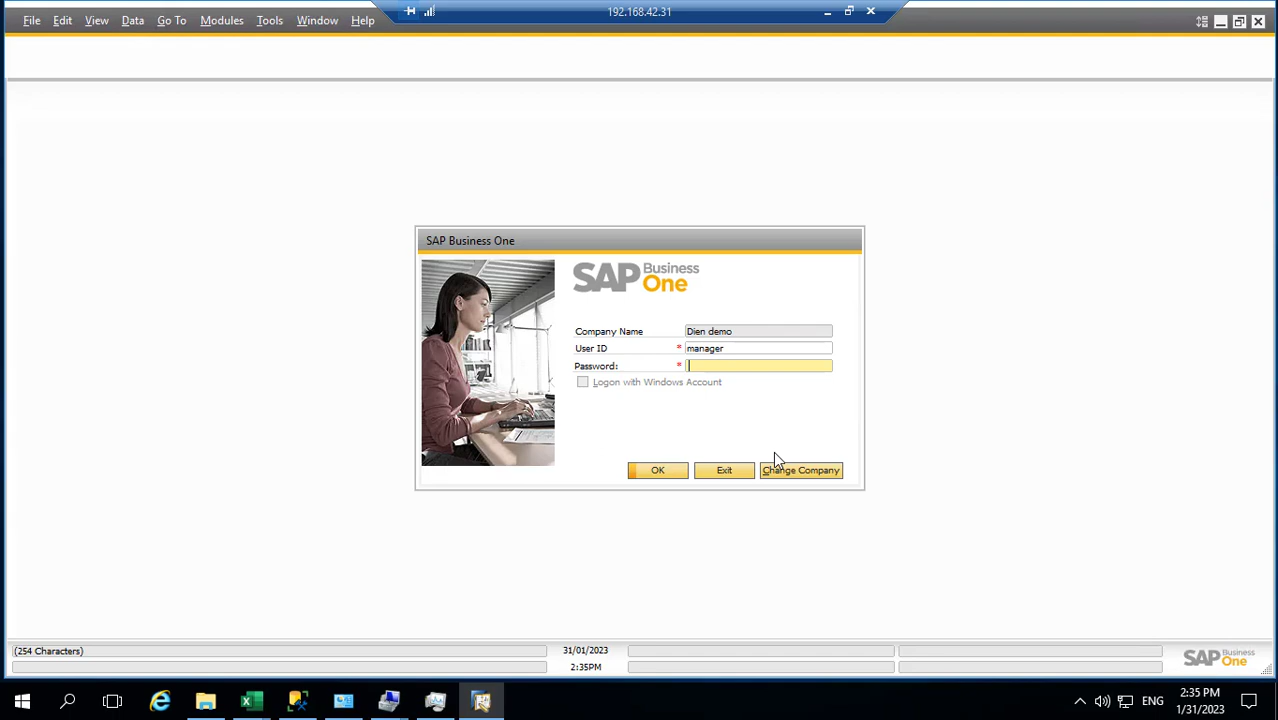 192.168.42.31
File Edit View Data Go To Modules Tools Window Help
SAP Business One
SAP Business One
Company Name Dien demo
User ID * manager
Password: *
Logon with Windows Account
OK Exit Change Company
(254 Characters) 31/01/2023
2:35PM
SAP Business One
ENG 2:35 PM
1/31/2023